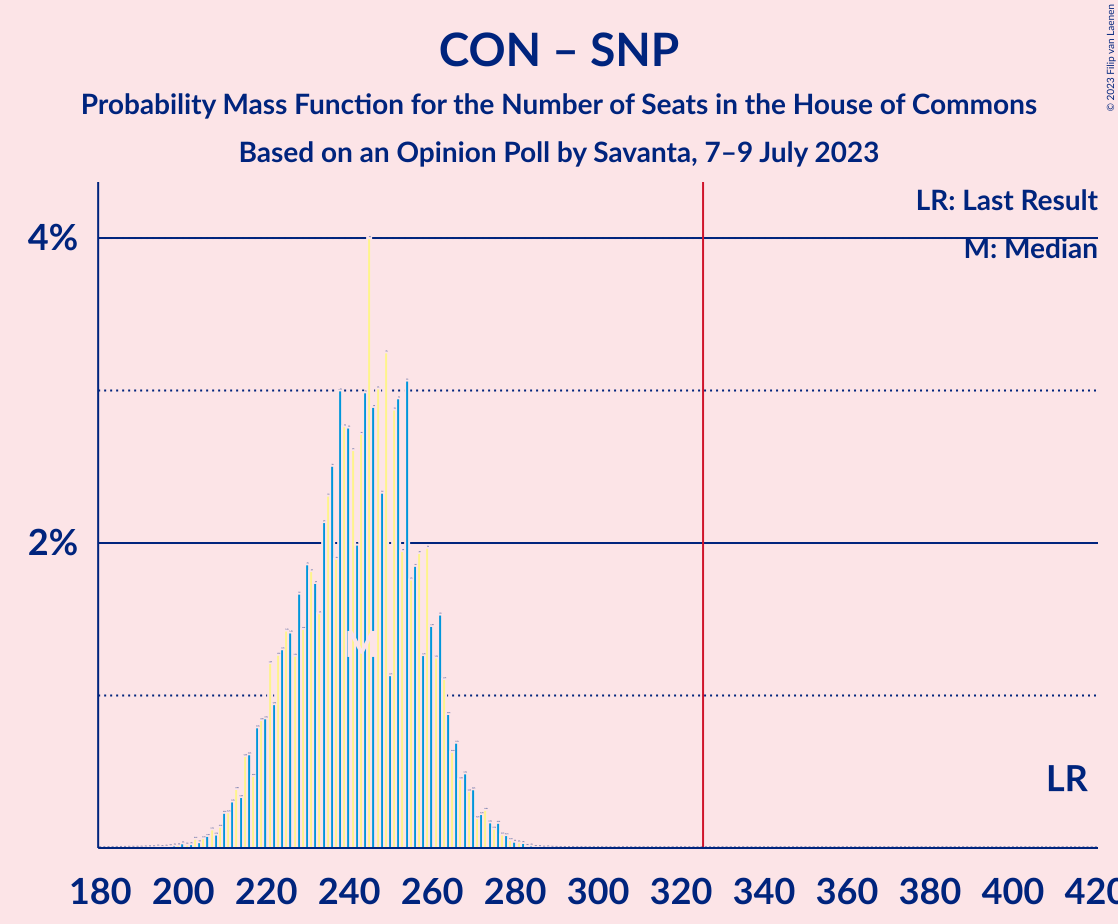 CON – SNP
Probability Mass Function for the Number of Seats in the House of Commons
Based on an Opinion Poll by Savanta, 7–9 July 2023
© 2023 Filip van Laenen
LR: Last Result
M: Median
4%
2%
M
LR
180 200 220 240 260 280 300 320 340 360 380 400 420